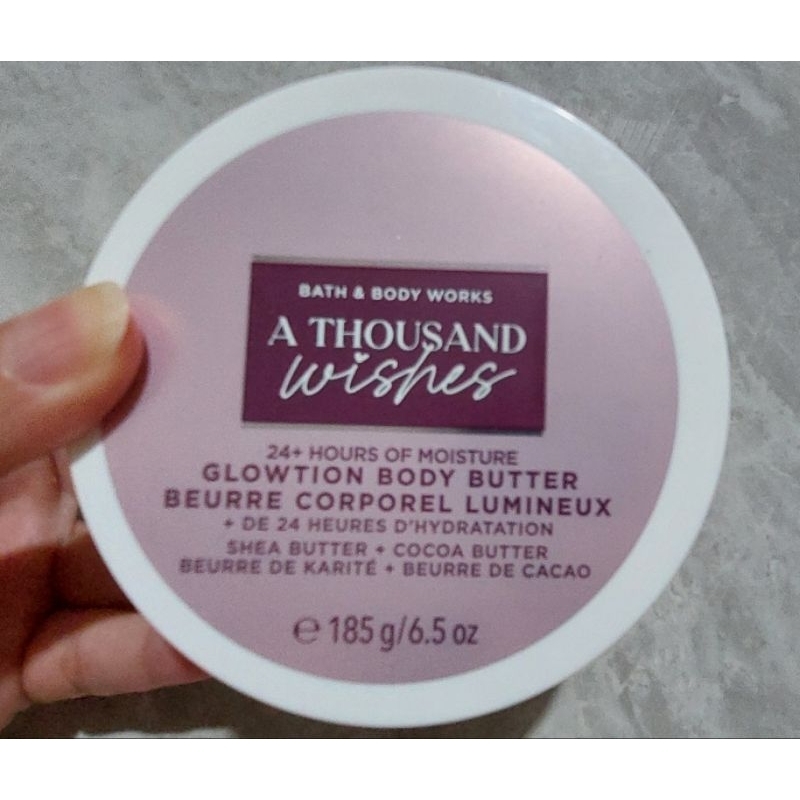 BATH & BODY WORKS
A THOUSAND
wishes
24+ HOURS OF MOISTURE
GLOWTION BODY BUTTER
BEURRE CORPOREL LUMINEUX
+ DE 24 HEURES D'HYDRATATION
SHEA BUTTER + COCOA BUTTER
BEURRE DE KARITÉ + BEURRE DE CACAO
℮ 185 g/6.5 oz